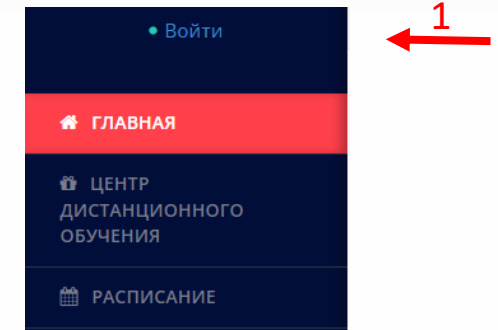 Войти
1
ГЛАВНАЯ
ЦЕНТР
ДИСТАНЦИОННОГО
ОБУЧЕНИЯ
РАСПИСАНИЕ